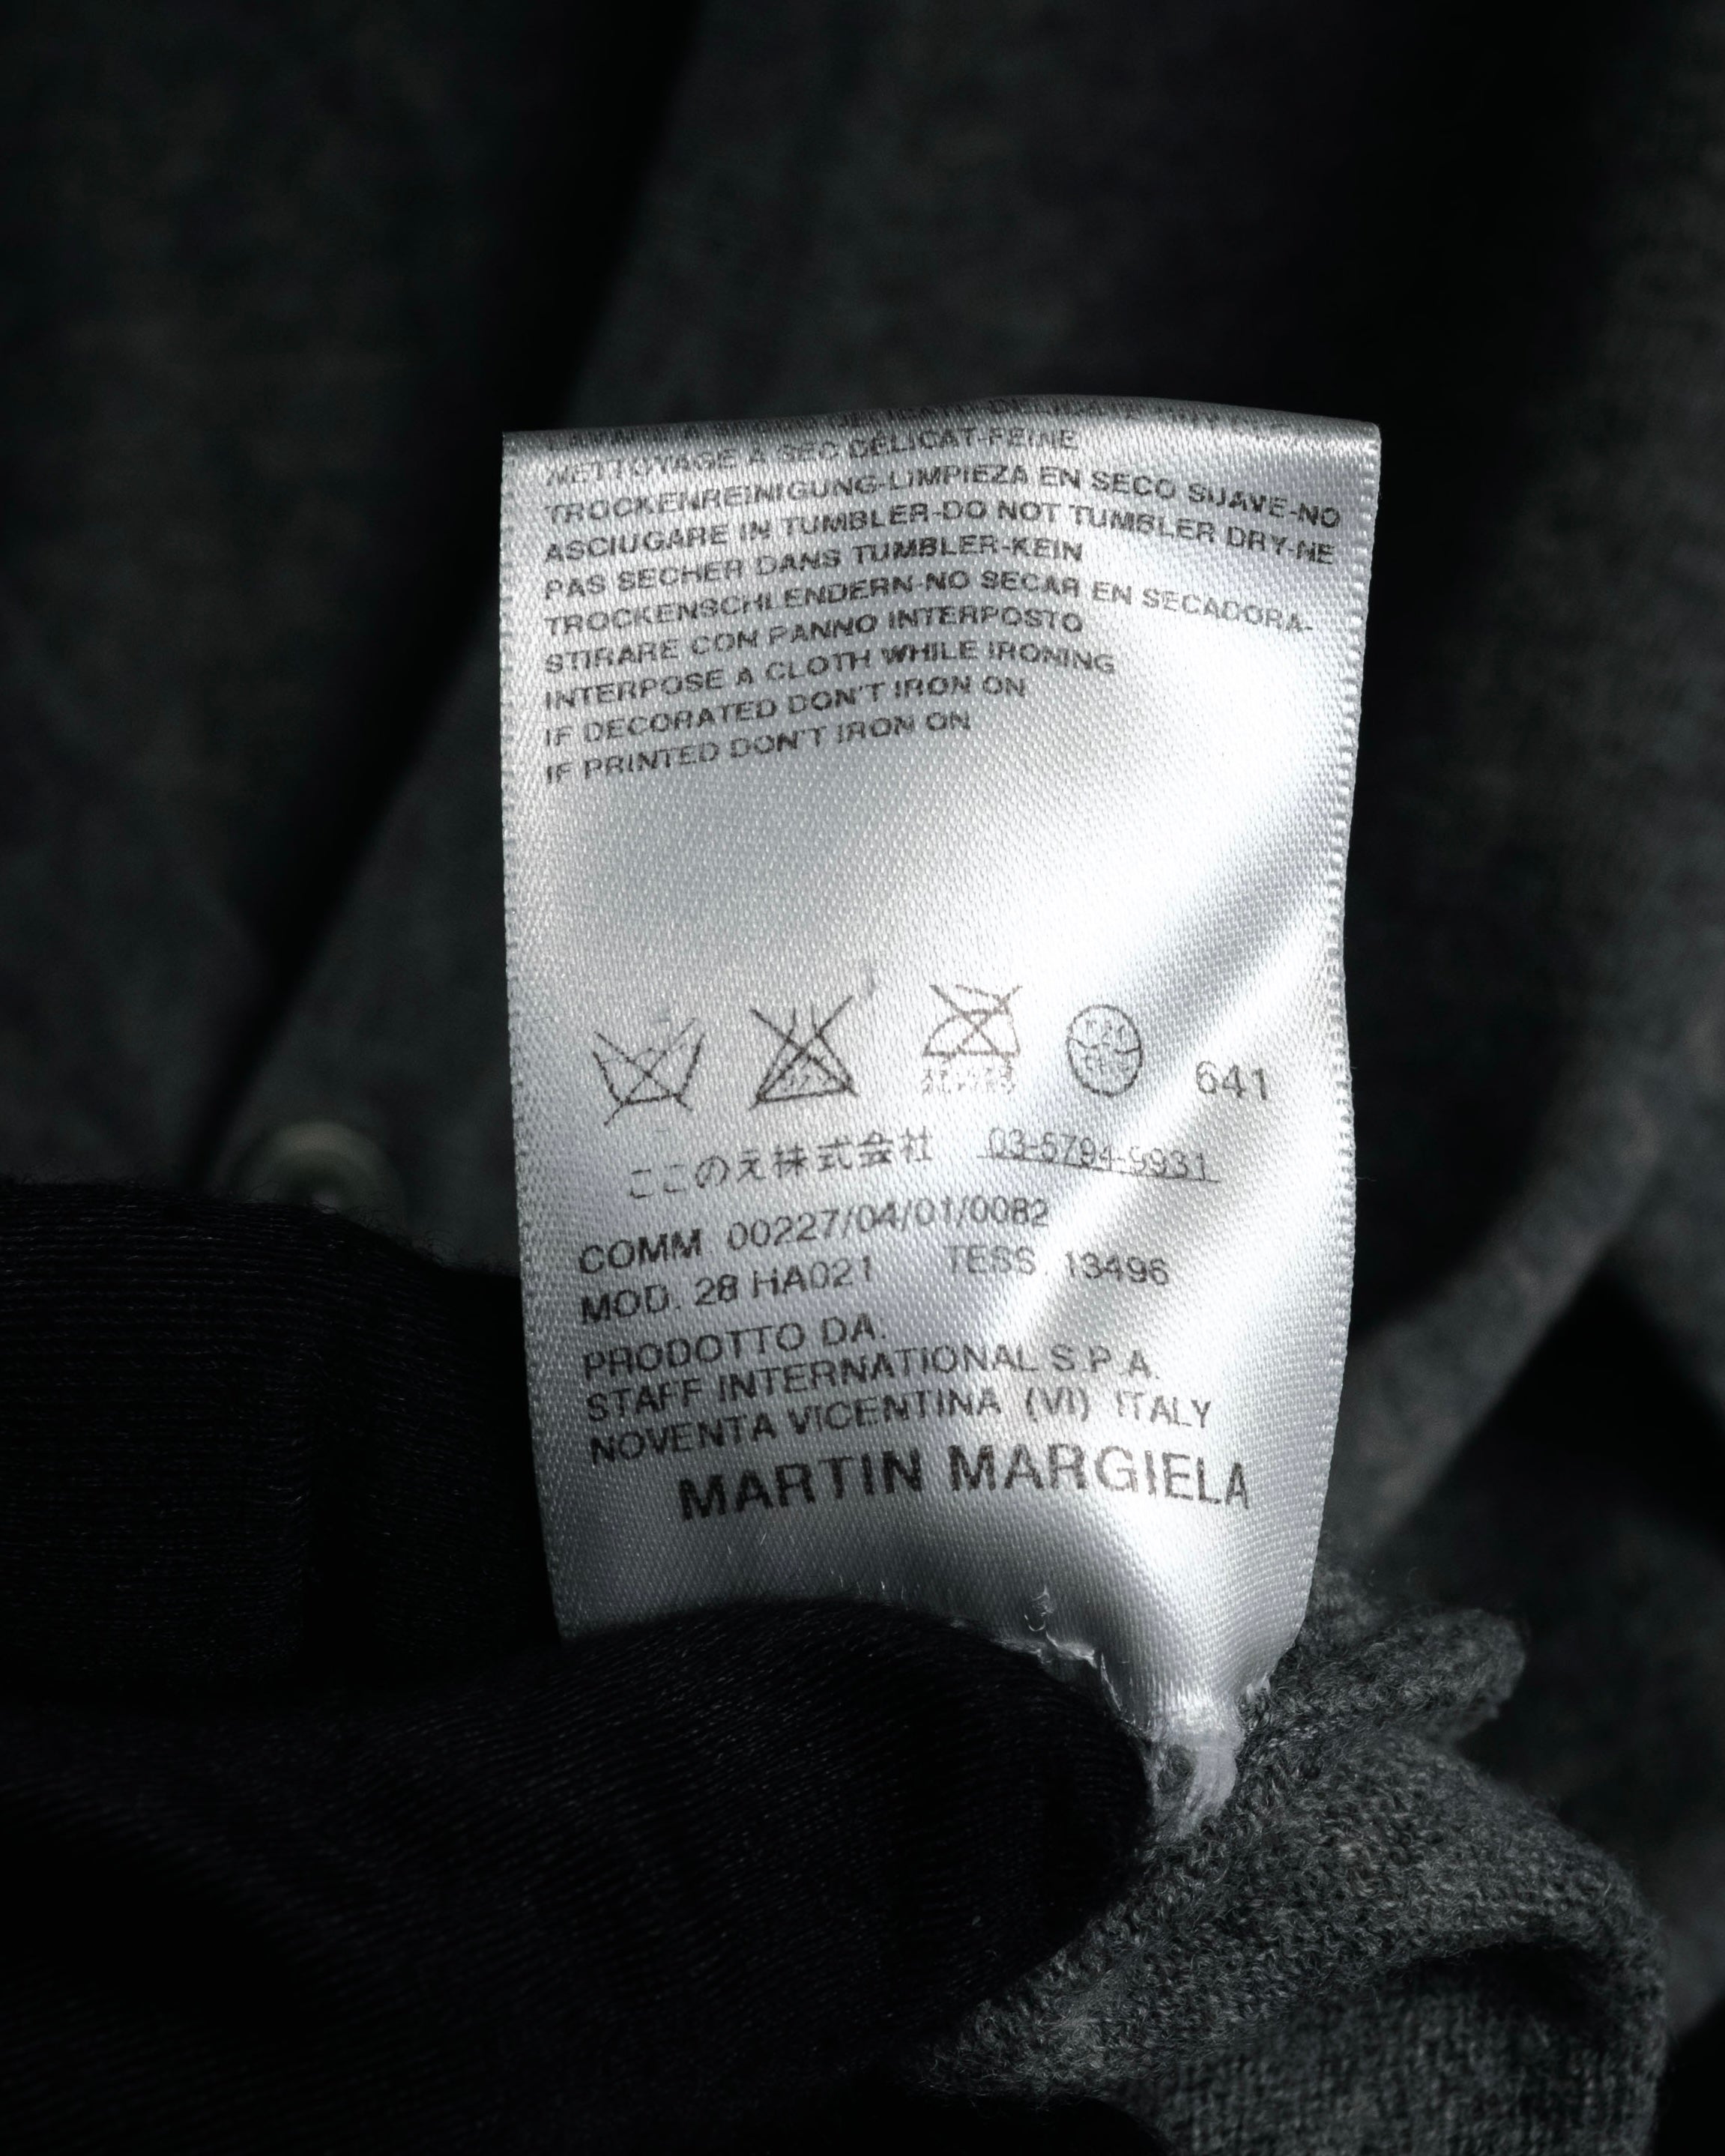 NETTOYAGE A SEC DÉLICAT-FEINE
TROCKENREINIGUNG-LIMPIEZA EN SECO SUAVE-NO
ASCIUGARE IN TUMBLER-DO NOT TUMBLER DRY-NE
PAS SECHER DANS TUMBLER-KEIN
TROCKENSCHLENDERN-NO SECAR EN SECADORA-
STIRARE CON PANNO INTERPOSTO
INTERPOSE A CLOTH WHILE IRONING
IF DECORATED DON'T IRON ON
IF PRINTED DON'T IRON ON
641
ここのえ株式会社 03-5794-9931
COMM 00227/04/01/0082
MOD. 28 HA021 TESS. 13496
PRODOTTO DA:
STAFF INTERNATIONAL S.P.A.
NOVENTA VICENTINA (VI) ITALY
MARTIN MARGIELA